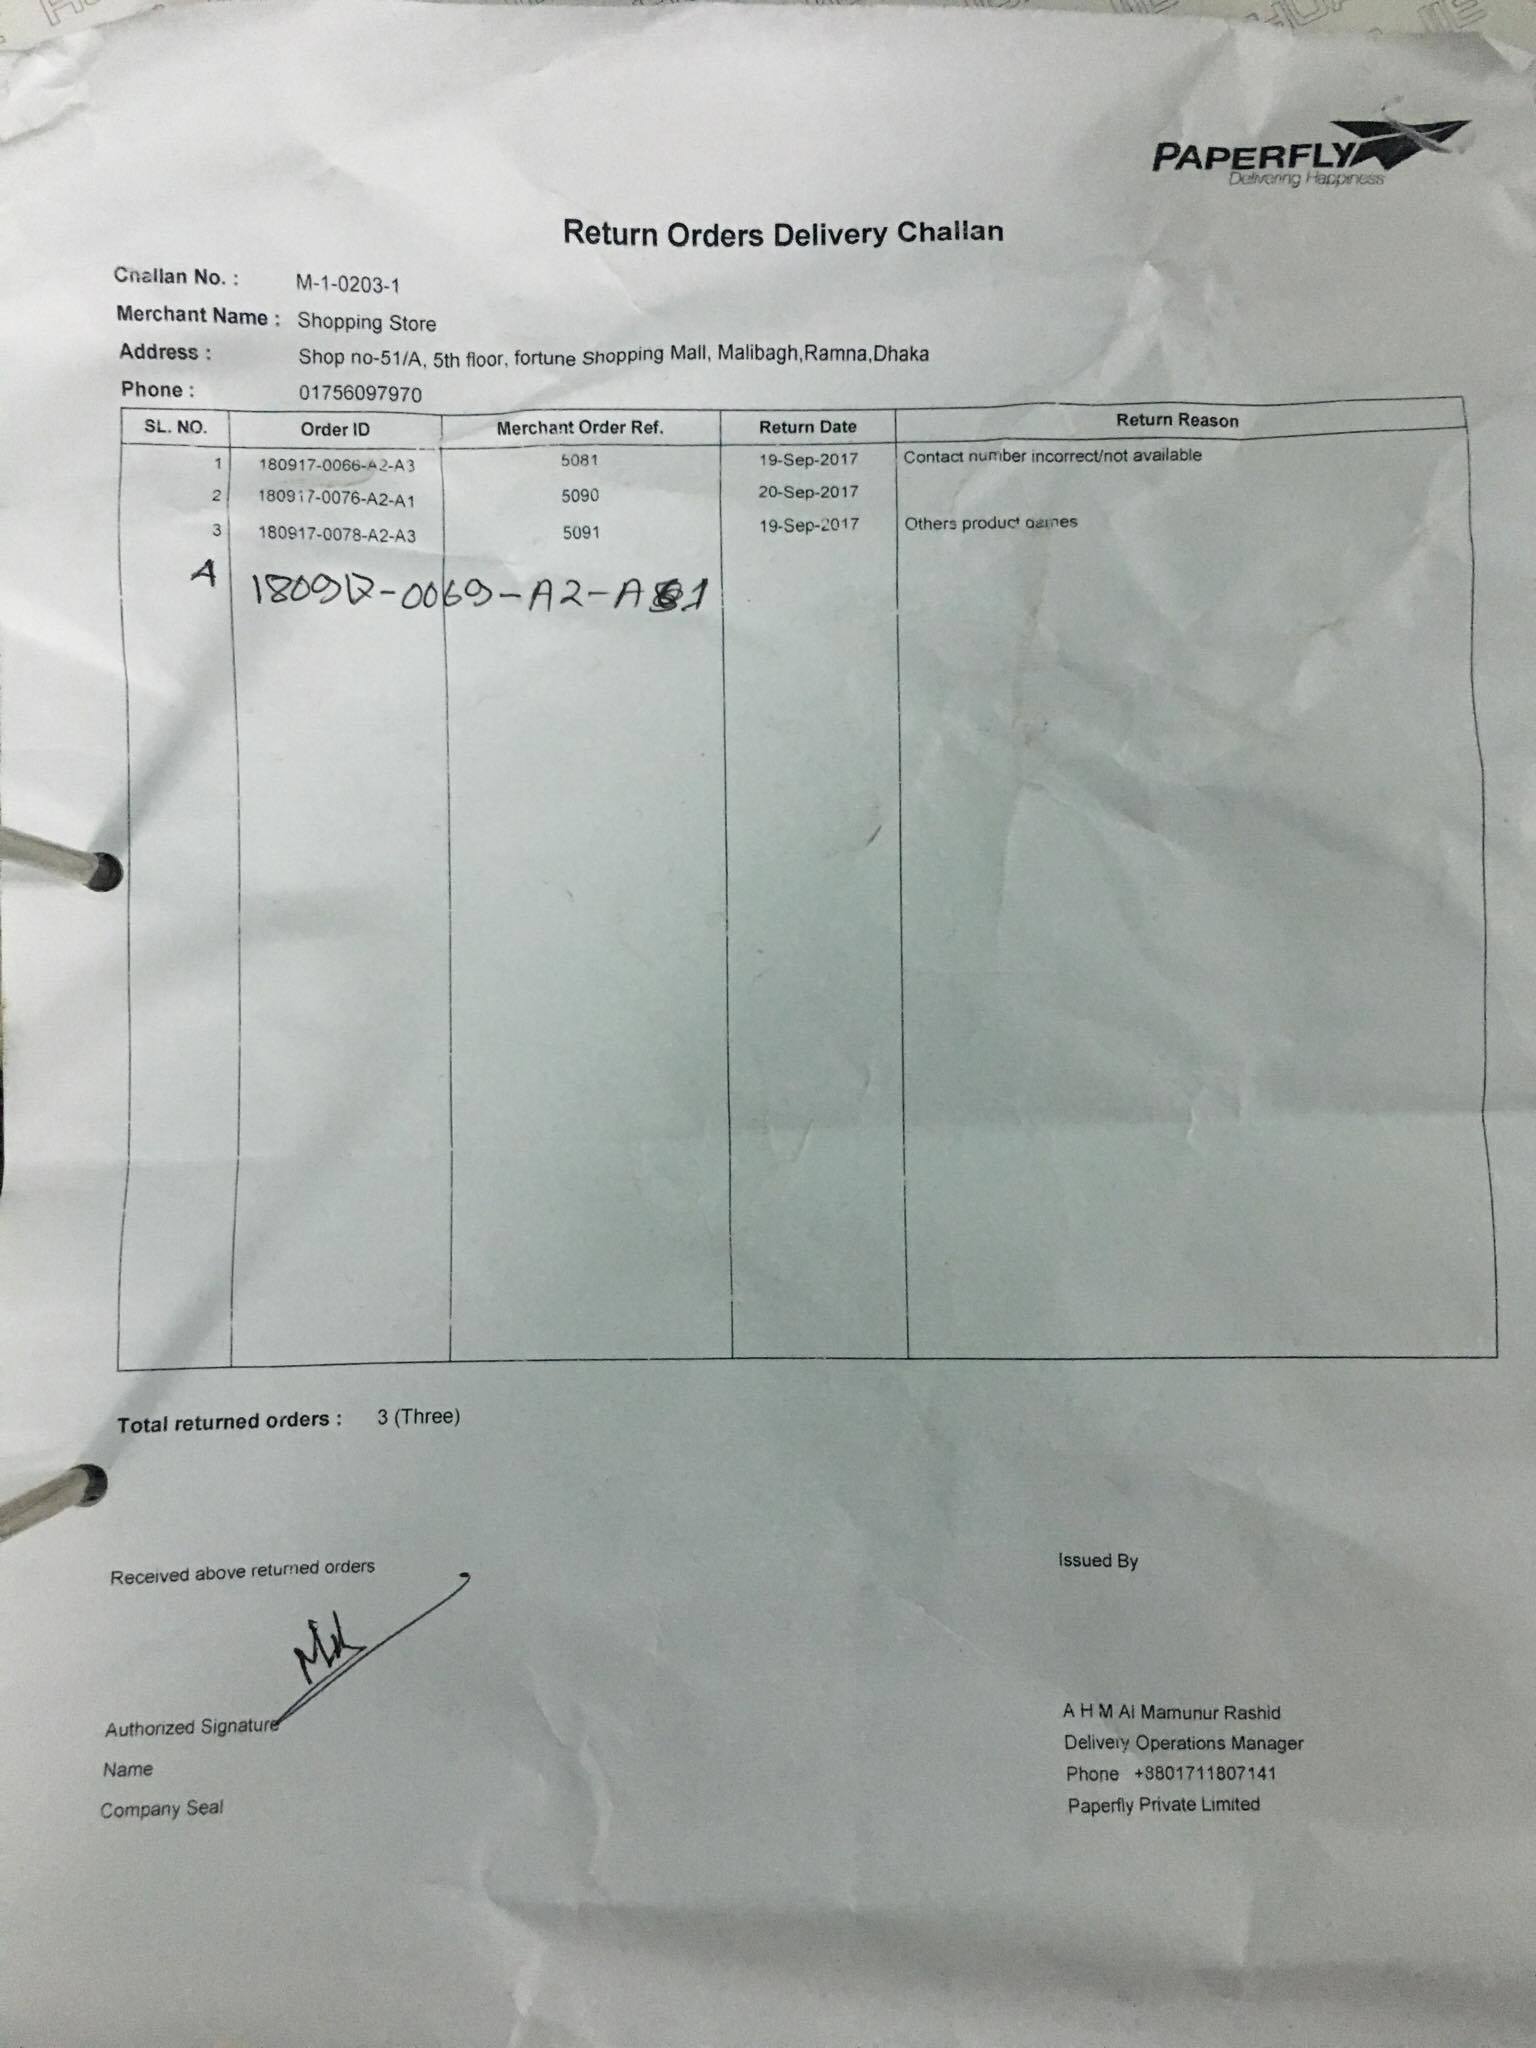 PAPERFLY
Delivering Happiness
Return Orders Delivery Challan
Challan No. : M-1-0203-1
Merchant Name : Shopping Store
Address : Shop no-51/A, 5th floor, fortune Shopping Mall, Malibagh,Ramna,Dhaka
Phone : 01756097970
SL. NO. Order ID Merchant Order Ref. Return Date Return Reason
1 180917-0066-A2-A3 5081 19-Sep-2017 Contact number incorrect/not available
2 180917-0076-A2-A1 5090 20-Sep-2017
3 180917-0078-A2-A3 5091 19-Sep-2017 Others product
180917-0069-A2-A1
Total returned orders : 3 (Three)
Received above returned orders
Issued By
Authorized Signature
Name
Company Seal
A H M Al Mamunur Rashid
Delivery Operations Manager
Phone +8801711807141
Paperfly Private Limited